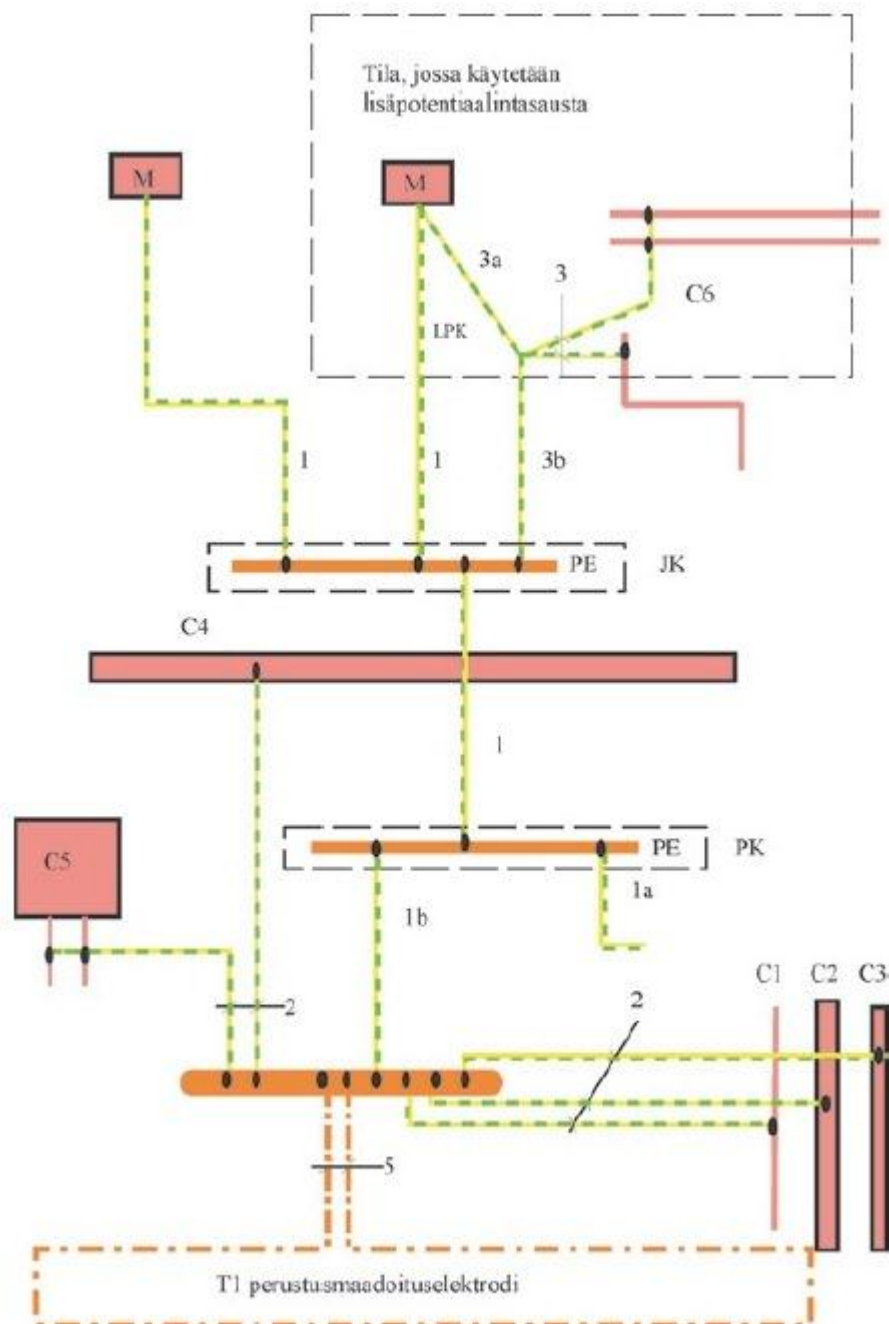 Tila, jossa käytetään
lisäpotentiaalintasausta
M
M
3a
3
C6
LPK
1
1
3b
PE
JK
C4
1
C5
PE
PK
1b
1a
C1
C2
C3
2
2
5
T1 perustusmaadoituselektrodi